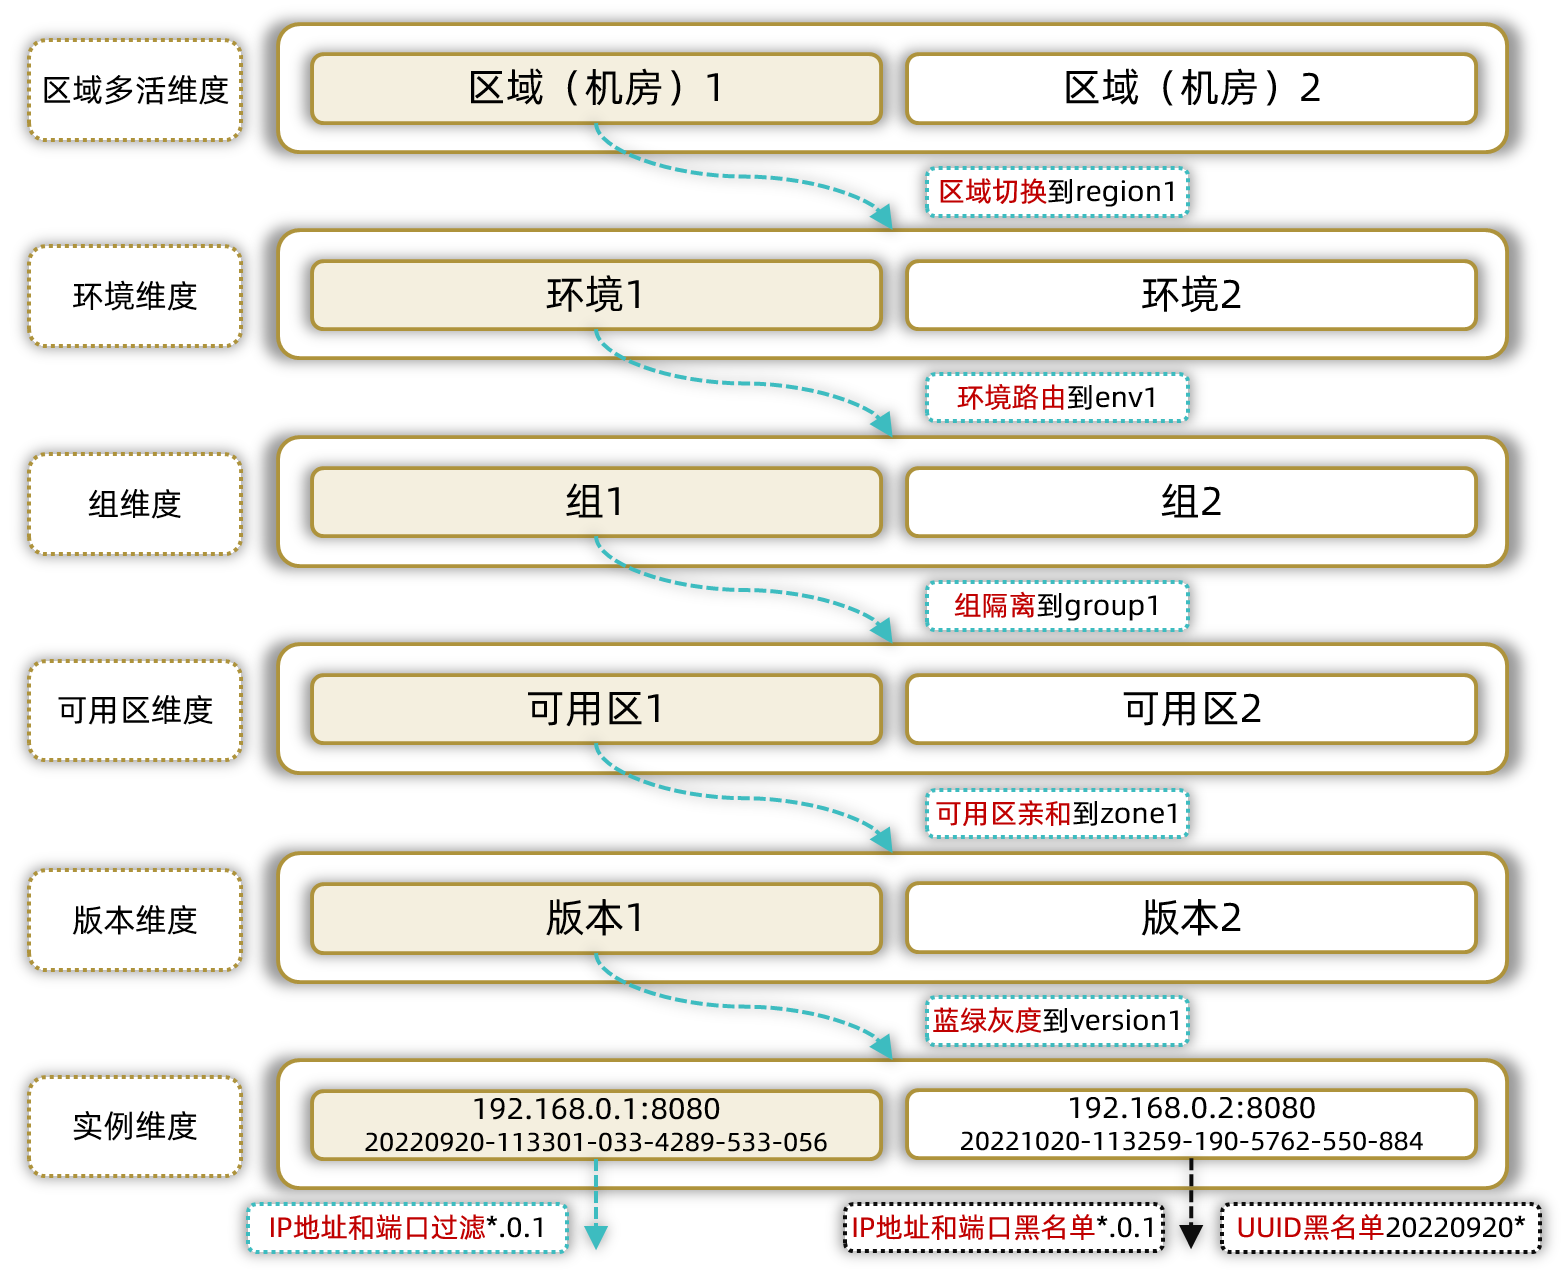 区域多活维度
区域（机房）1
区域（机房）2
区域切换到region1
环境维度
环境1
环境2
环境路由到env1
组维度
组1
组2
组隔离到group1
可用区维度
可用区1
可用区2
可用区亲和到zone1
版本维度
版本1
版本2
蓝绿灰度到version1
实例维度
192.168.0.1:8080
20220920-113301-033-4289-533-056
192.168.0.2:8080
20221020-113259-190-5762-550-884
IP地址和端口过滤*.0.1
IP地址和端口黑名单*.0.1
UUID黑名单20220920*